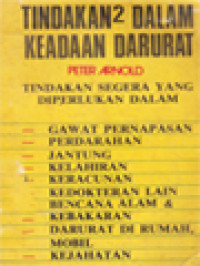 TINDAKAN² DALAM
KEADAAN DARURAT
PETER ARNOLD
TINDAKAN SEGERA YANG
DIPERLUKAN DALAM
— GAWAT PERNAPASAN
— PERDARAHAN
— JANTUNG
— KELAHIRAN
— KERACUNAN
KEDOKTERAN LAIN
— BENCANA ALAM &
KEBAKARAN
— DARURAT DI RUMAH,
MOBIL
— KEJAHATAN